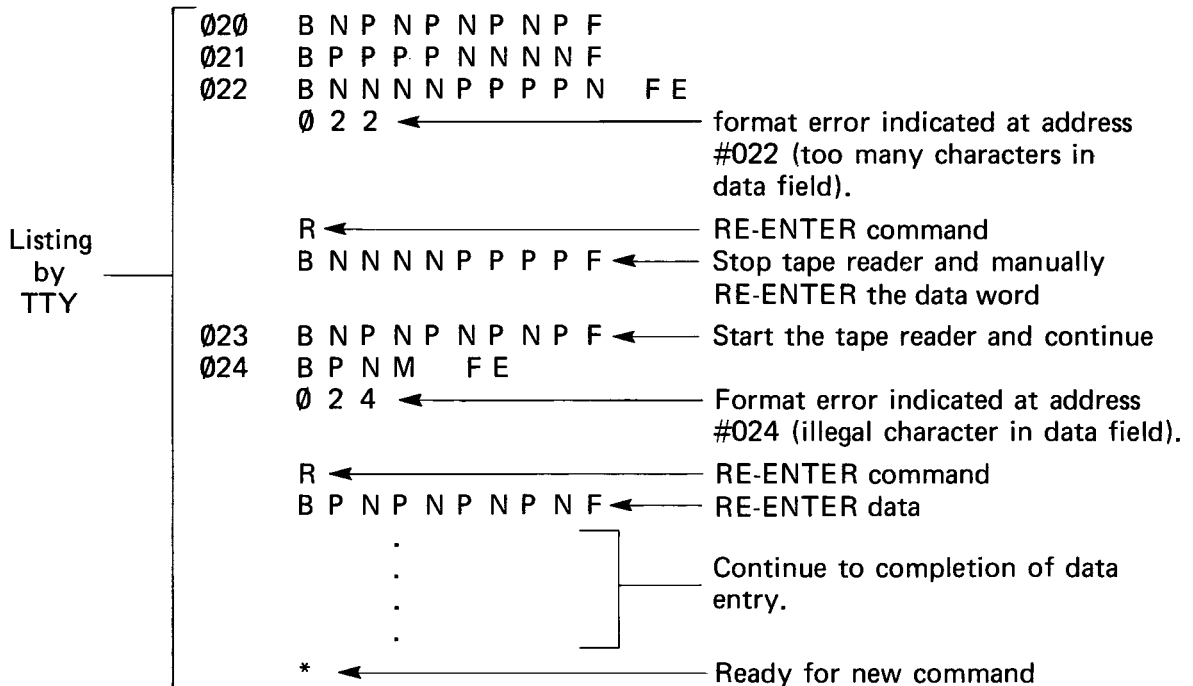 Ø2Ø B N P N P N P N P F
Ø21 B P P P P N N N N F
Ø22 B N N N N P P P P N F E
Ø 2 2
format error indicated at address
#022 (too many characters in
data field).
Listing
by
TTY
R RE-ENTER command
B N N N N P P P P F Stop tape reader and manually
RE-ENTER the data word
Ø23 B N P N P N P N P F Start the tape reader and continue
Ø24 B P N M F E
Ø 2 4 Format error indicated at address
#024 (illegal character in data field).
R RE-ENTER command
B P N P N P N P N F RE-ENTER data
.
.
.
.
Continue to completion of data
entry.
* Ready for new command